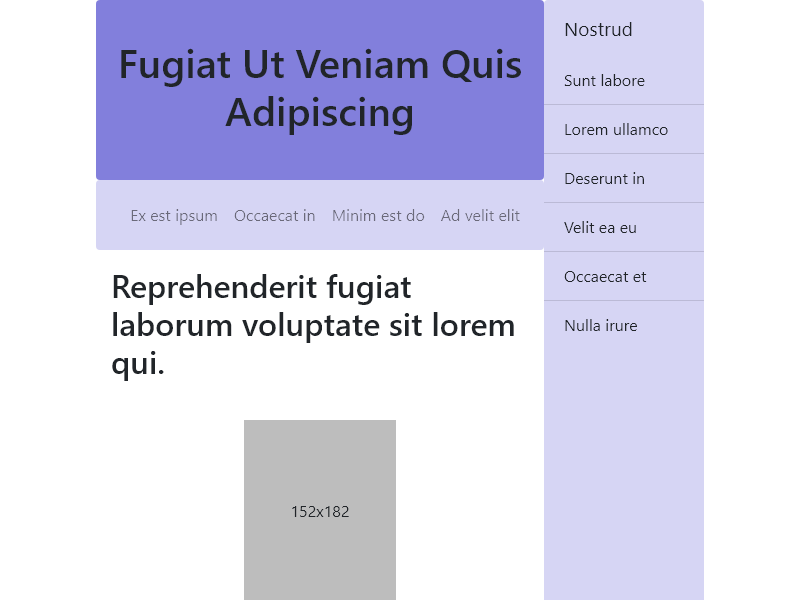 Fugiat Ut Veniam Quis
Adipiscing
Ex est ipsum
Occaecat in
Minim est do
Ad velit elit
Reprehenderit fugiat
laborum voluptate sit lorem
qui.
152x182
Nostrud
Sunt labore
Lorem ullamco
Deserunt in
Velit ea eu
Occaecat et
Nulla irure